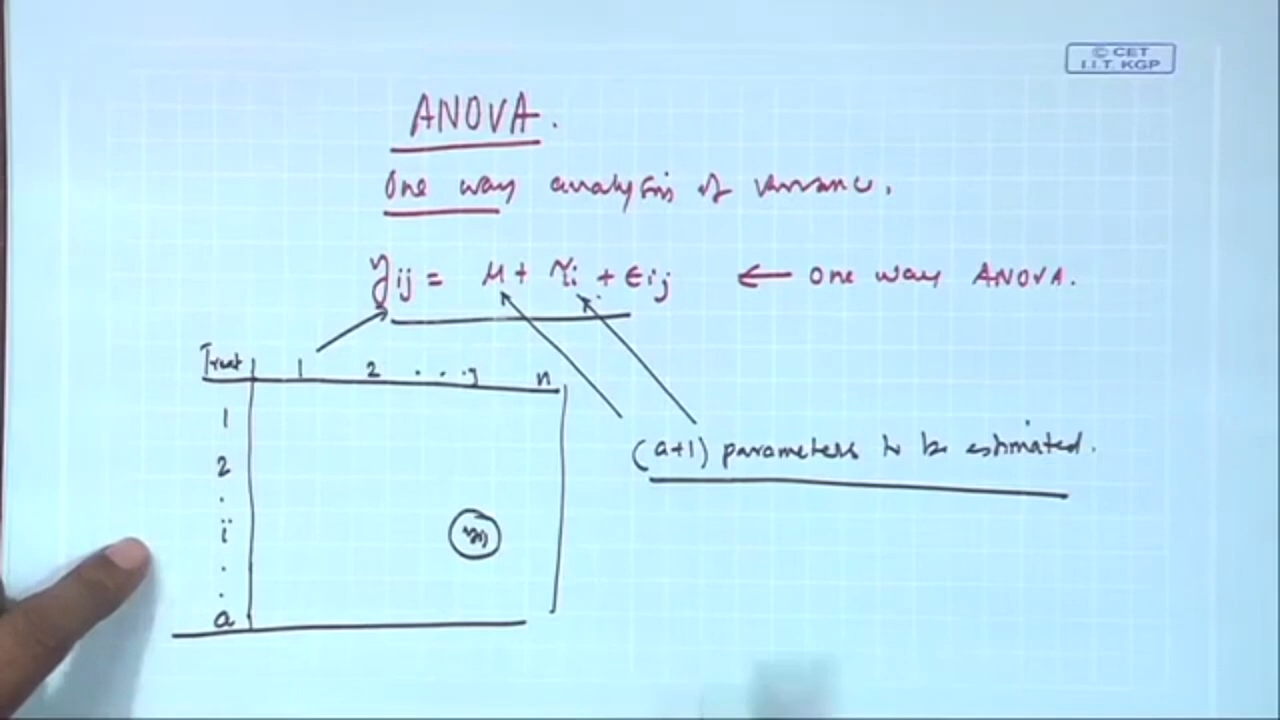 © CET
I.I.T. KGP
ANOVA.
One way analysis of variance.
yij = μ + τi + εij ← one way ANOVA.
Treat 1 2 . . . j n
1
2
.
i yij
.
.
a
(a+1) parameters to be estimated.